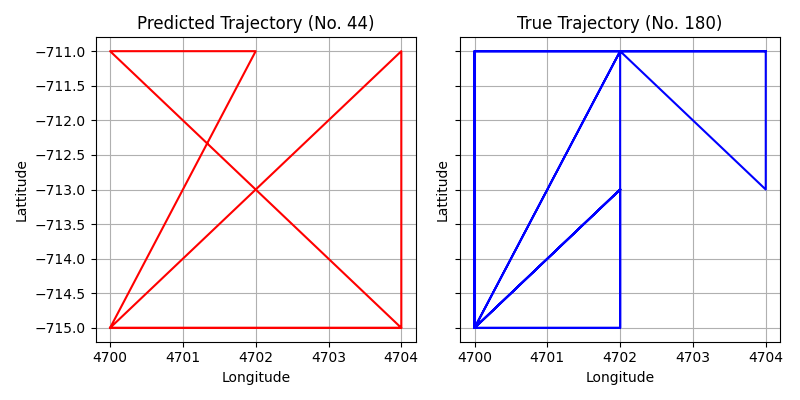 Predicted Trajectory (No. 44)
−711.0
−711.5
−712.0
−712.5
−713.0
−713.5
−714.0
−714.5
−715.0
Lattitude
4700 4701 4702 4703 4704
Longitude
True Trajectory (No. 180)
Lattitude
4700 4701 4702 4703 4704
Longitude